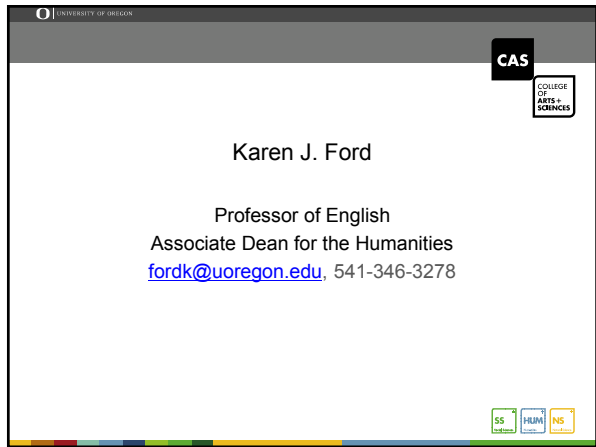 O UNIVERSITY OF OREGON
CAS
COLLEGE
OF
ARTS+
SCIENCES
Karen J. Ford
Professor of English
Associate Dean for the Humanities
fordk@uoregon.edu, 541-346-3278
SS HUM NS